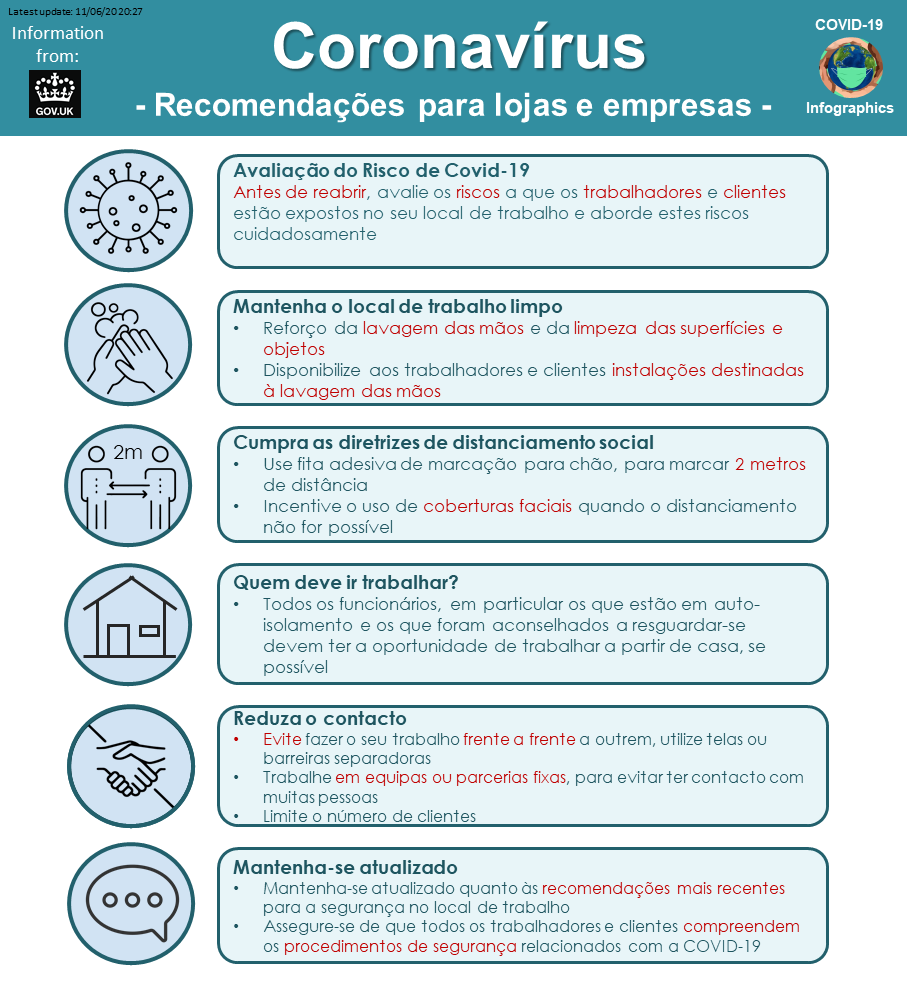 Latest update: 11/06/20 20:27
Information
from:
GOV.UK
Coronavírus
- Recomendações para lojas e empresas -
COVID-19
Infographics
Avaliação do Risco de Covid-19
Antes de reabrir, avalie os riscos a que os trabalhadores e clientes
estão expostos no seu local de trabalho e aborde estes riscos
cuidadosamente
Mantenha o local de trabalho limpo
• Reforço da lavagem das mãos e da limpeza das superfícies e
objetos
• Disponibilize aos trabalhadores e clientes instalações destinadas
à lavagem das mãos
2m
Cumpra as diretrizes de distanciamento social
• Use fita adesiva de marcação para chão, para marcar 2 metros
de distância
• Incentive o uso de coberturas faciais quando o distanciamento
não for possível
Quem deve ir trabalhar?
• Todos os funcionários, em particular os que estão em auto-
isolamento e os que foram aconselhados a resguardar-se
devem ter a oportunidade de trabalhar a partir de casa, se
possível
Reduza o contacto
• Evite fazer o seu trabalho frente a frente a outrem, utilize telas ou
barreiras separadoras
• Trabalhe em equipas ou parcerias fixas, para evitar ter contacto com
muitas pessoas
• Limite o número de clientes
Mantenha-se atualizado
• Mantenha-se atualizado quanto às recomendações mais recentes
para a segurança no local de trabalho
• Assegure-se de que todos os trabalhadores e clientes compreendem
os procedimentos de segurança relacionados com a COVID-19